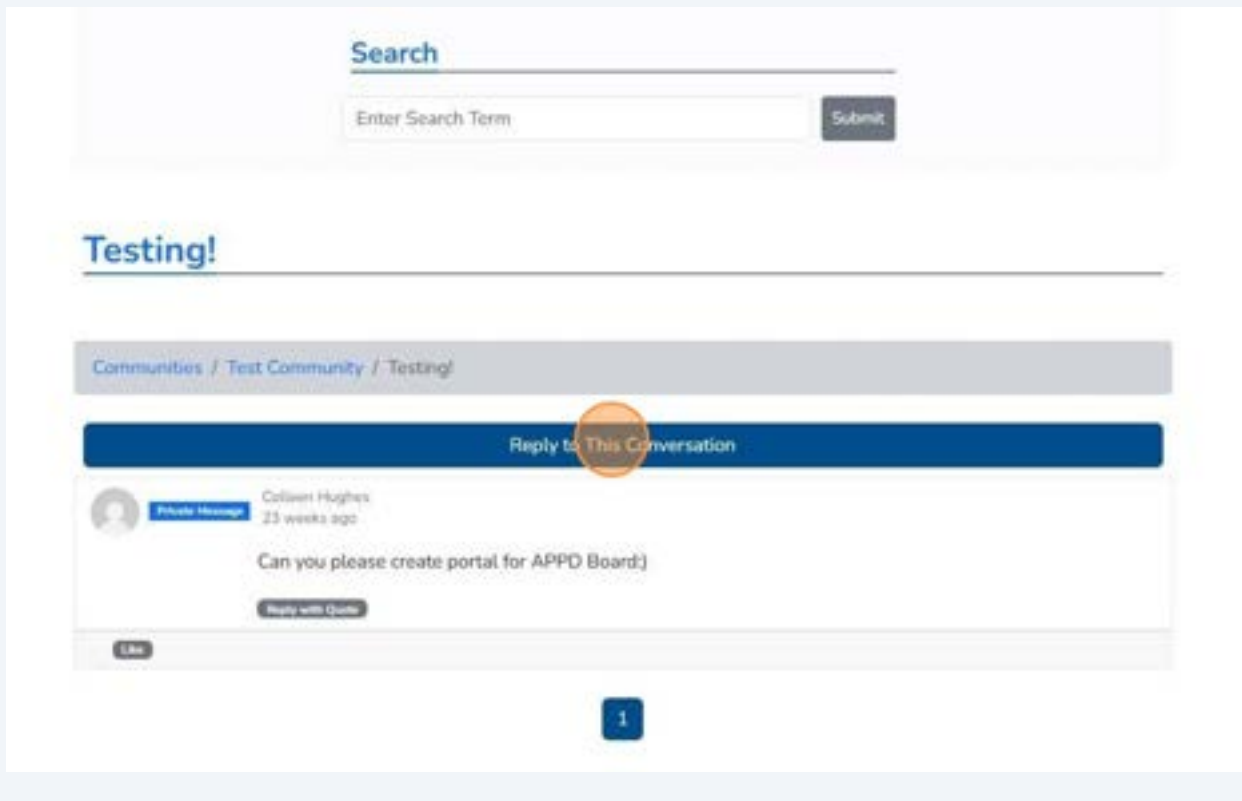 Search
Enter Search Term
Submit
Testing!
Communities / Test Community / Testing!
Reply to This Conversation
Private Message
Colleen Hughes
23 weeks ago
Can you please create portal for APPD Board:)
Reply with Quote
Like
1